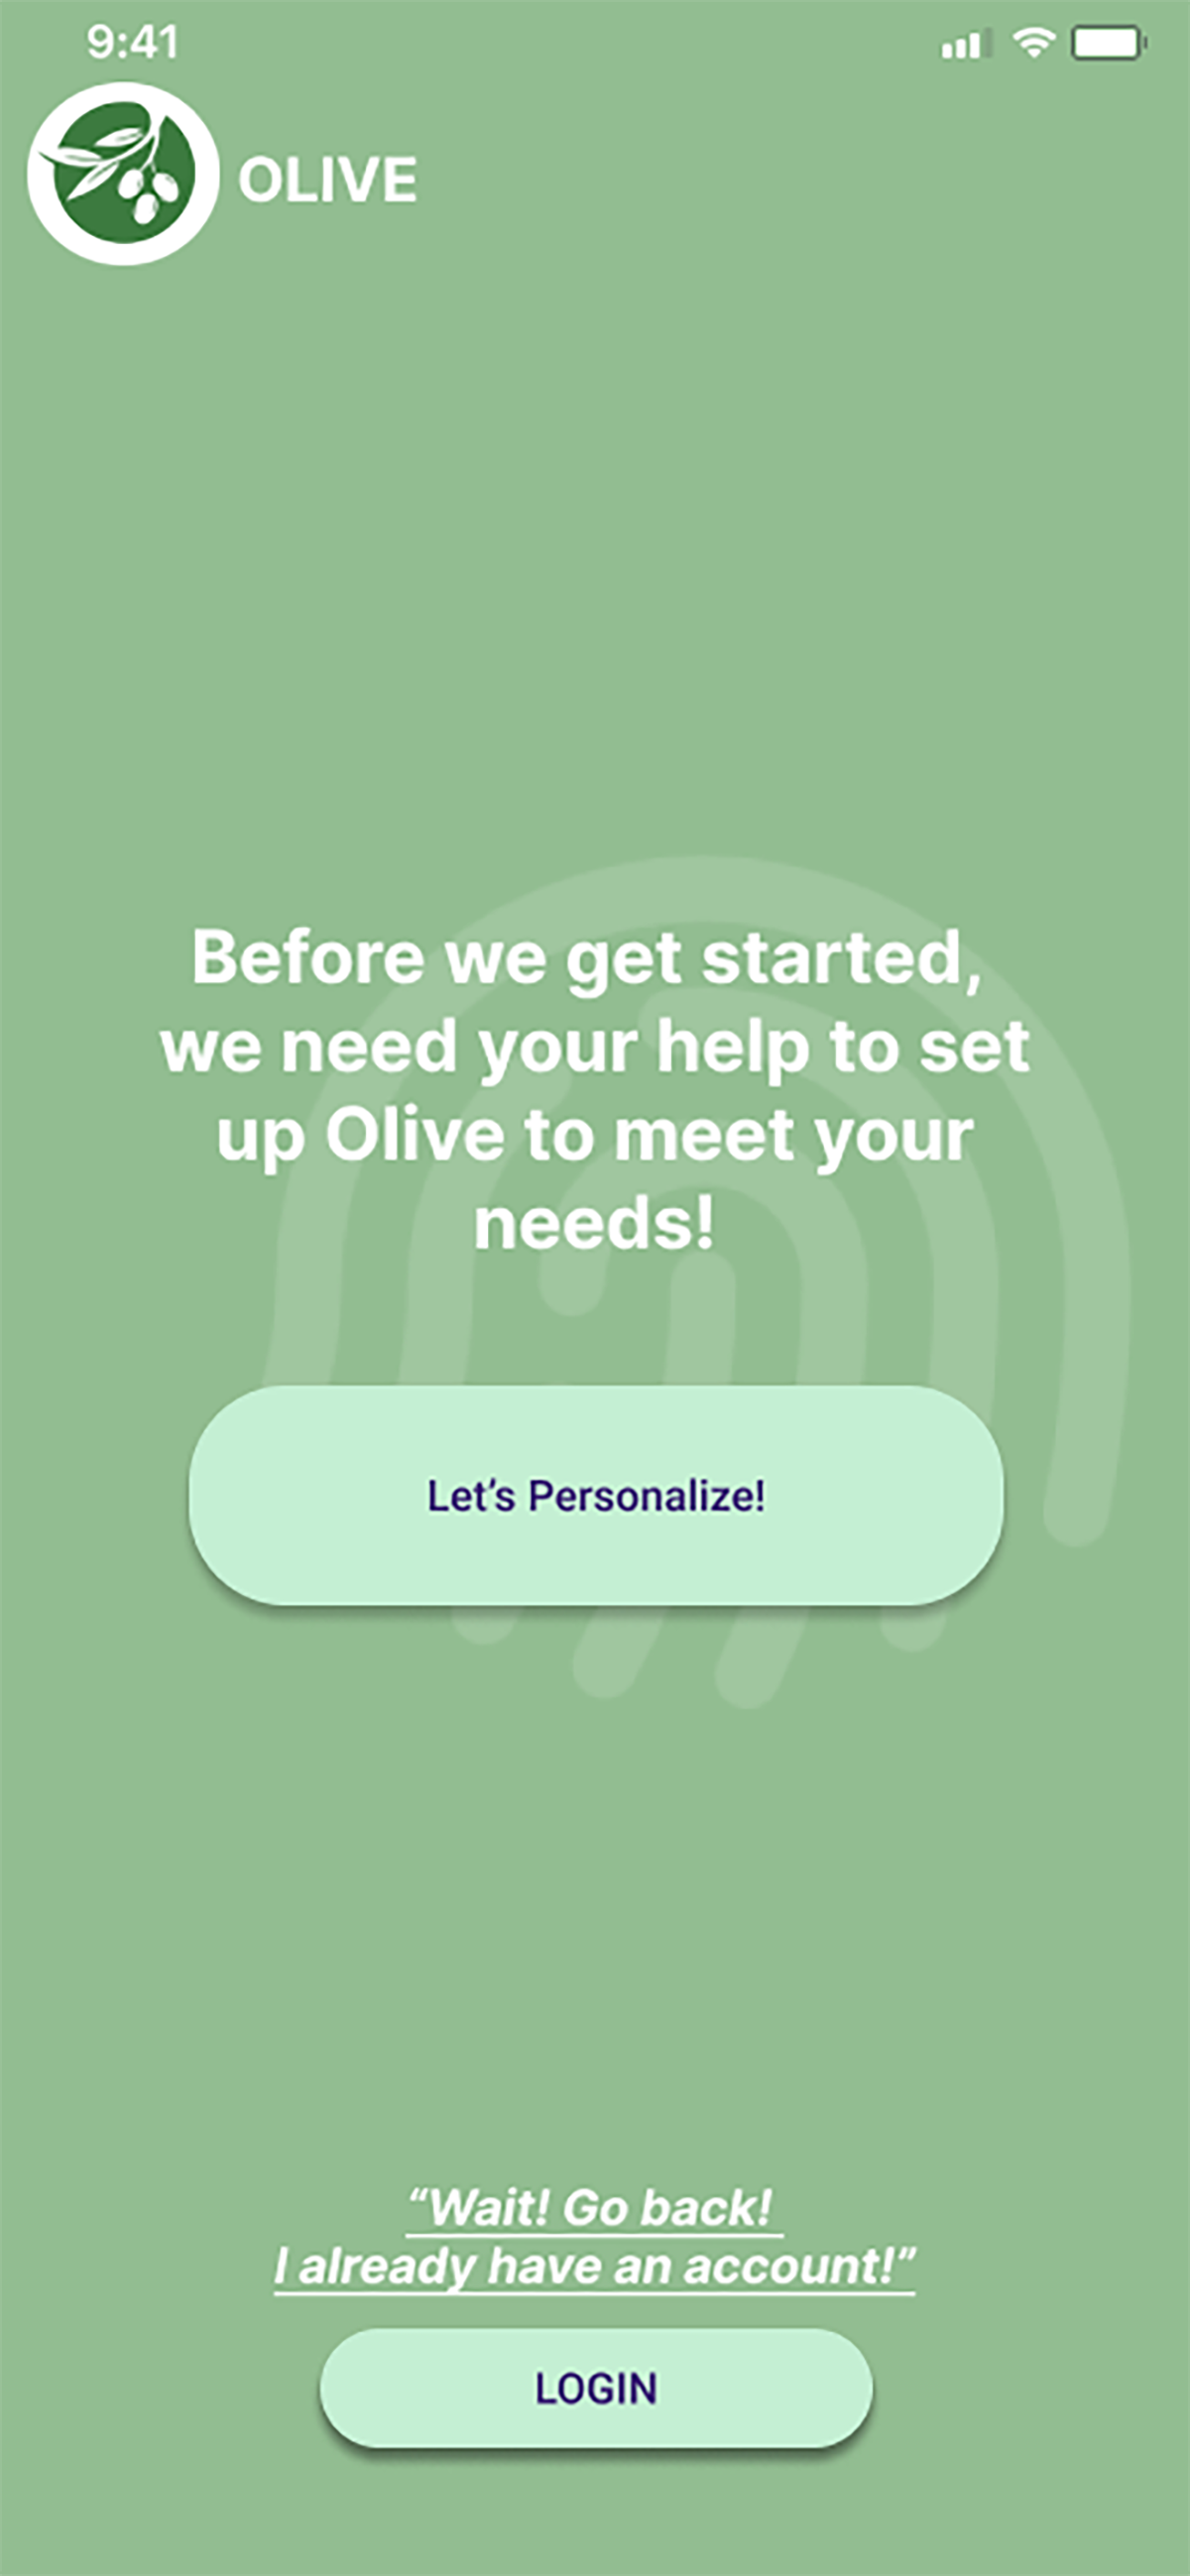 9:41
OLIVE
Before we get started,
we need your help to set
up Olive to meet your
needs!
Let’s Personalize!
“Wait! Go back!
I already have an account!”
LOGIN